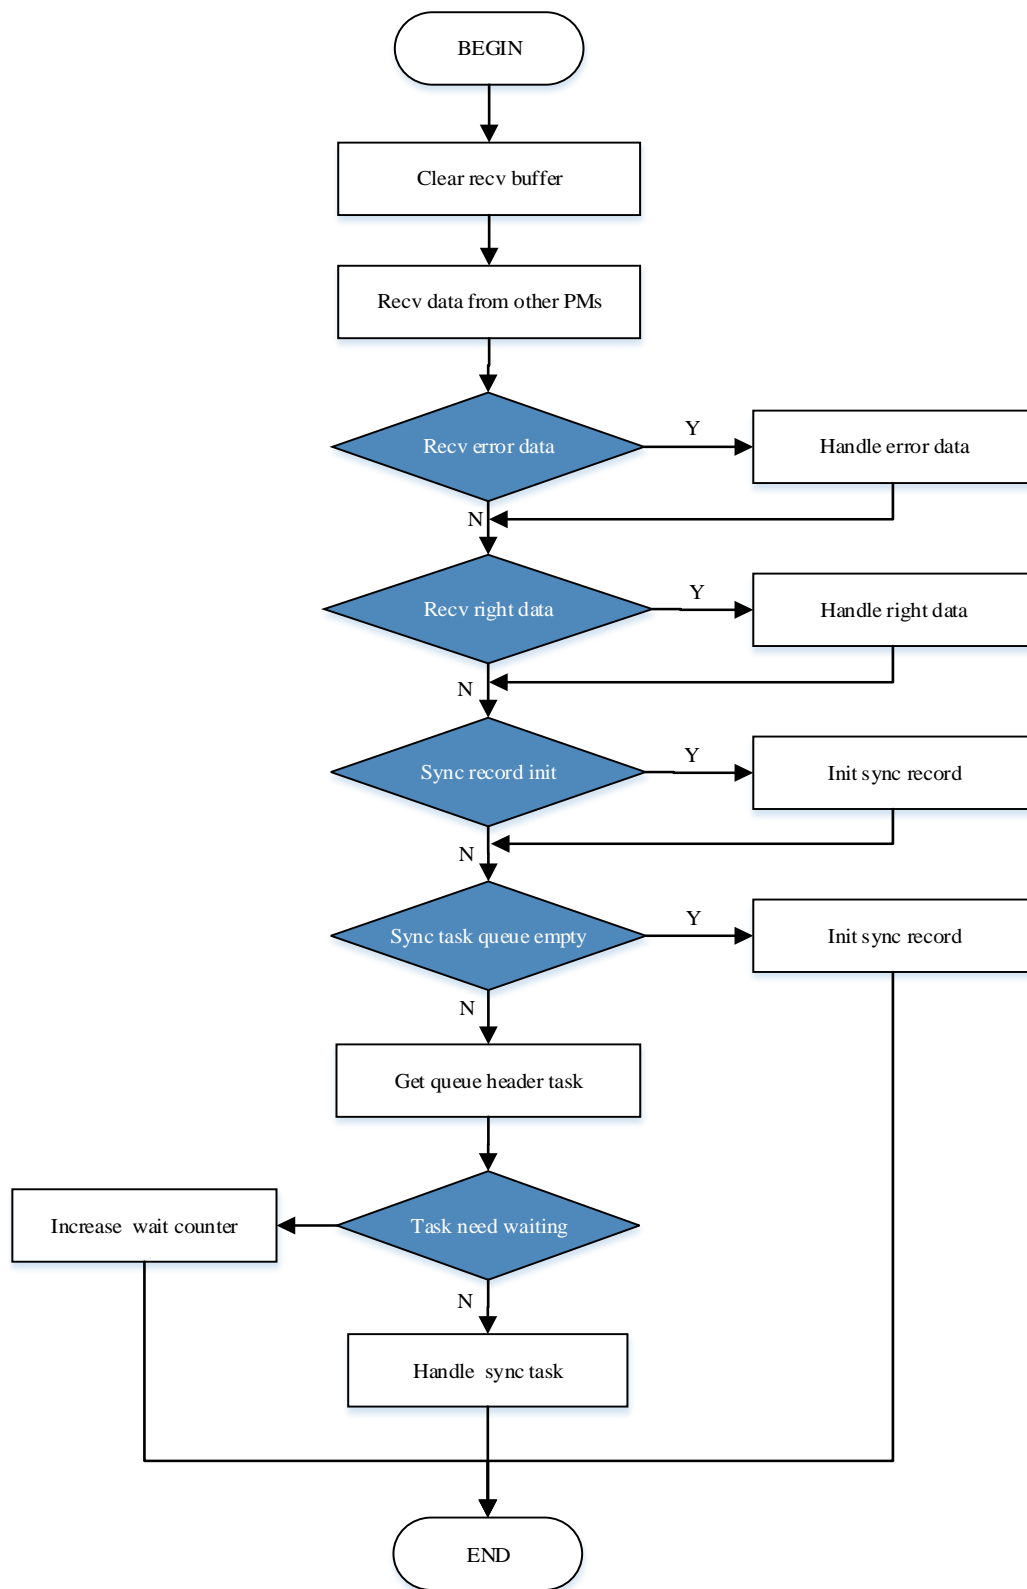 BEGIN
Clear recv buffer
Recv data from other PMs
Recv error data
Y
Handle error data
N
Recv right data
Y
Handle right data
N
Sync record init
Y
Init sync record
N
Sync task queue empty
Y
Init sync record
N
Get queue header task
Increase wait counter
Task need waiting
N
Handle sync task
END